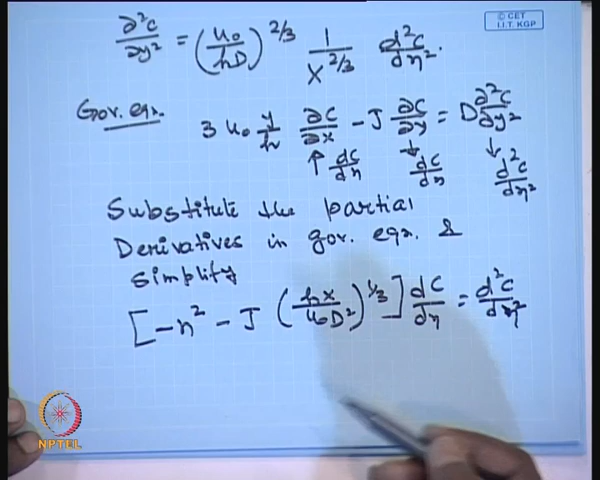 © CET
I.I.T. KGP
∂²c/∂y² = (u₀/hD)^2/3 1/x^2/3 d²c/dη².
Gov. eqn.
3 u₀ y/h ∂c/∂x − J ∂c/∂y = D ∂²c/∂y²
↑ dc/dη ↓ dc/dη ↓ d²c/dη²
Substitute the partial
Derivatives in gov. eqn. &
simplify
[−η² − J (hx/u₀D²)^1/3] dc/dη = d²c/dη²
NPTEL